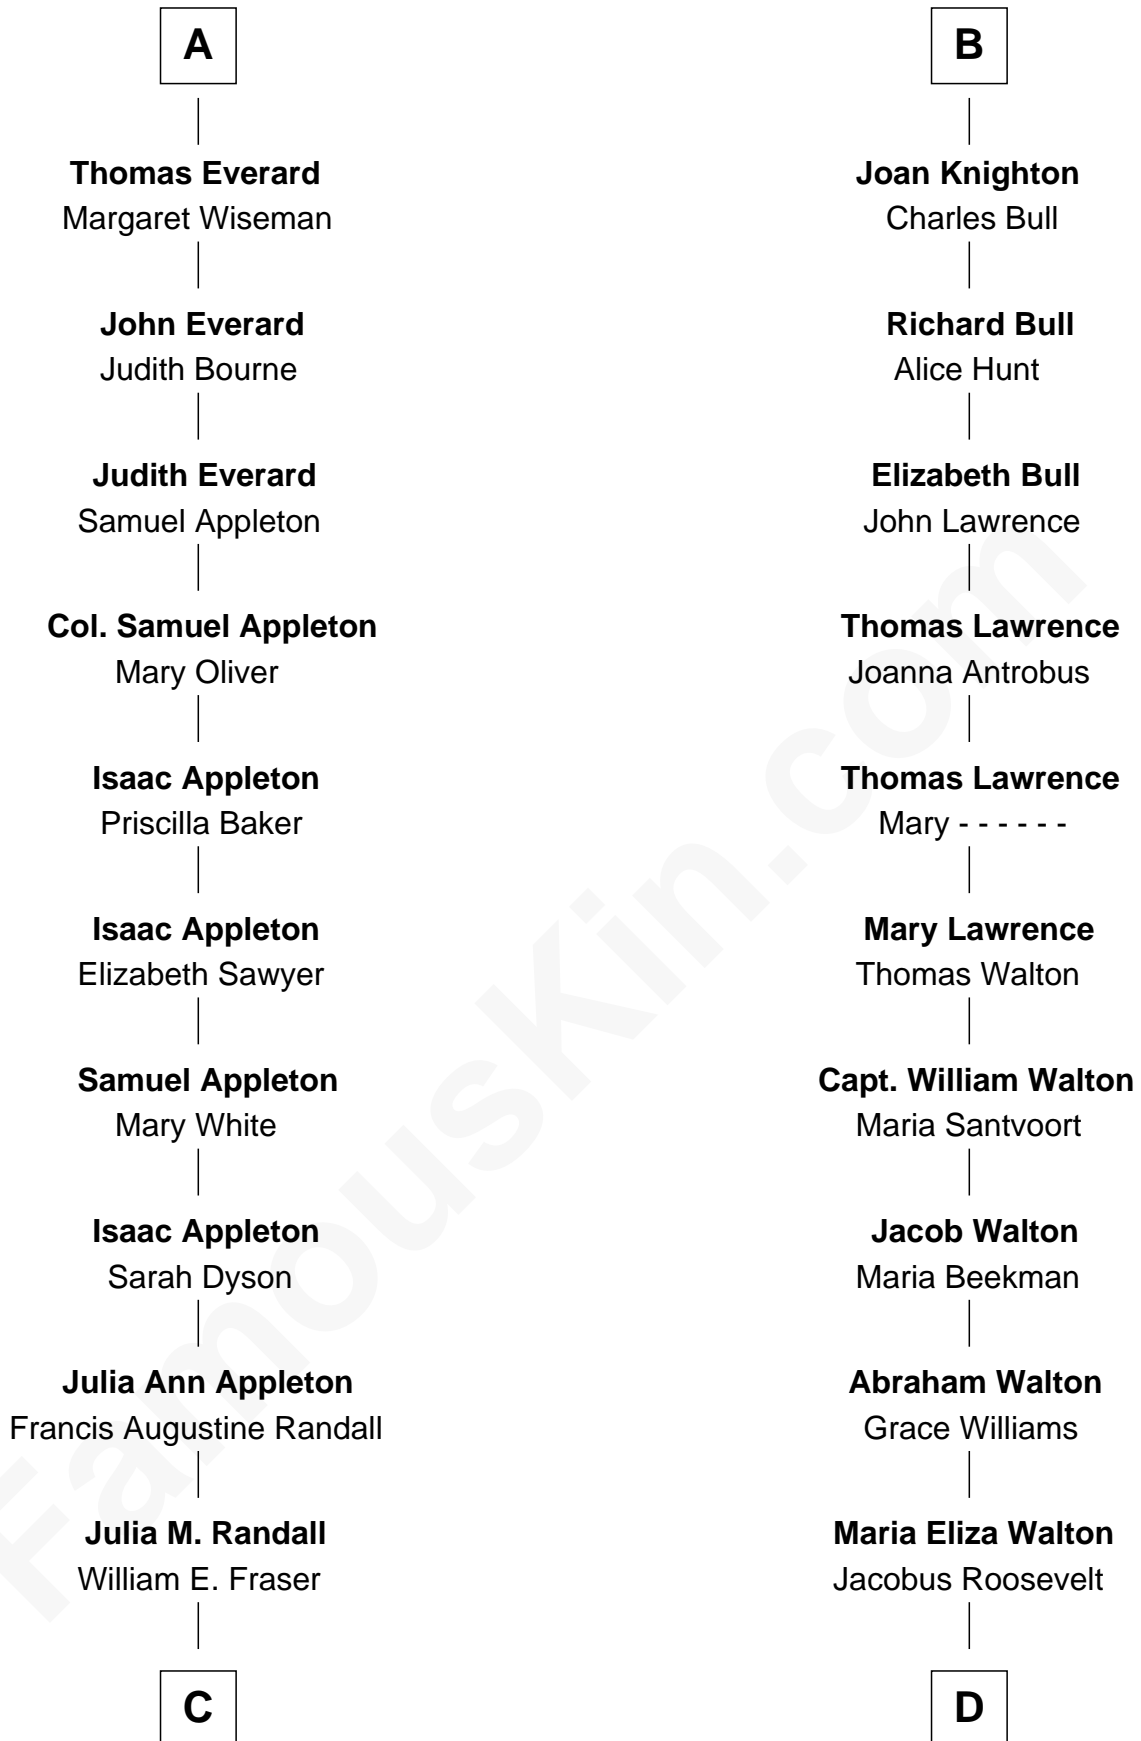 A
Thomas Everard
Margaret Wiseman
John Everard
Judith Bourne
Judith Everard
Samuel Appleton
Col. Samuel Appleton
Mary Oliver
Isaac Appleton
Priscilla Baker
Isaac Appleton
Elizabeth Sawyer
Samuel Appleton
Mary White
Isaac Appleton
Sarah Dyson
Julia Ann Appleton
Francis Augustine Randall
Julia M. Randall
William E. Fraser
C
B
Joan Knighton
Charles Bull
Richard Bull
Alice Hunt
Elizabeth Bull
John Lawrence
Thomas Lawrence
Joanna Antrobus
Thomas Lawrence
Mary - - - - - -
Mary Lawrence
Thomas Walton
Capt. William Walton
Maria Santvoort
Jacob Walton
Maria Beekman
Abraham Walton
Grace Williams
Maria Eliza Walton
Jacobus Roosevelt
D
FamousKin.com